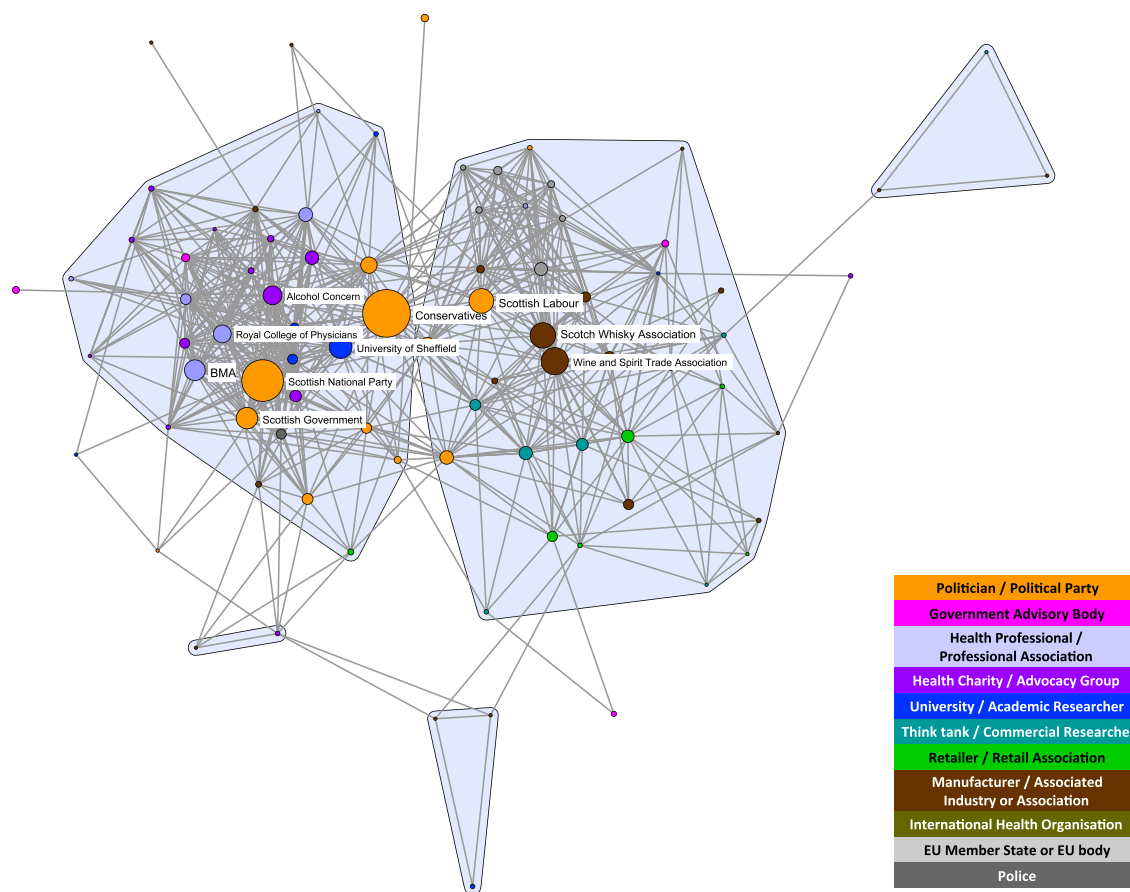 Alcohol Concern
Scottish Labour
Conservatives
Royal College of Physicians
Scotch Whisky Association
University of Sheffield
Wine and Spirit Trade Association
BMA
Scottish National Party
Scottish Government
Politician / Political Party
Government Advisory Body
Health Professional /
Professional Association
Health Charity / Advocacy Group
University / Academic Researcher
Think tank / Commercial Researche
Retailer / Retail Association
Manufacturer / Associated
Industry or Association
International Health Organisation
EU Member State or EU body
Police